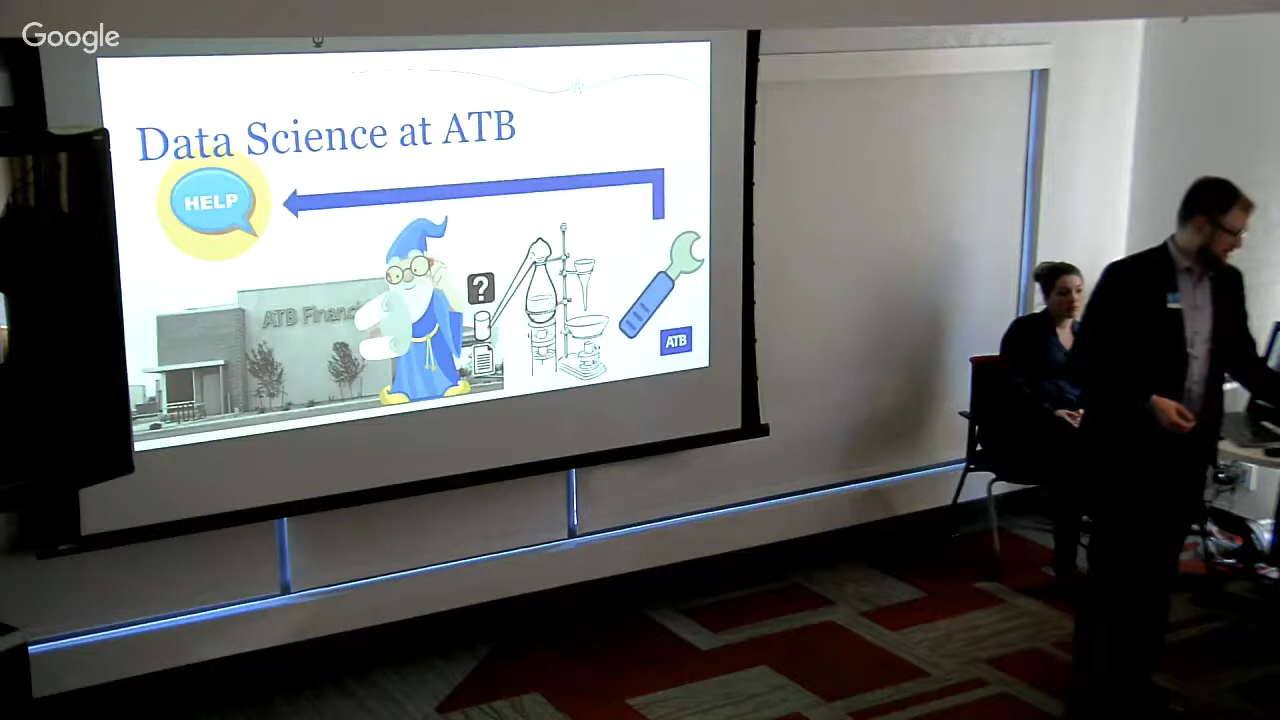 Google
Data Science at ATB
HELP
ATB Financ
?
ATB